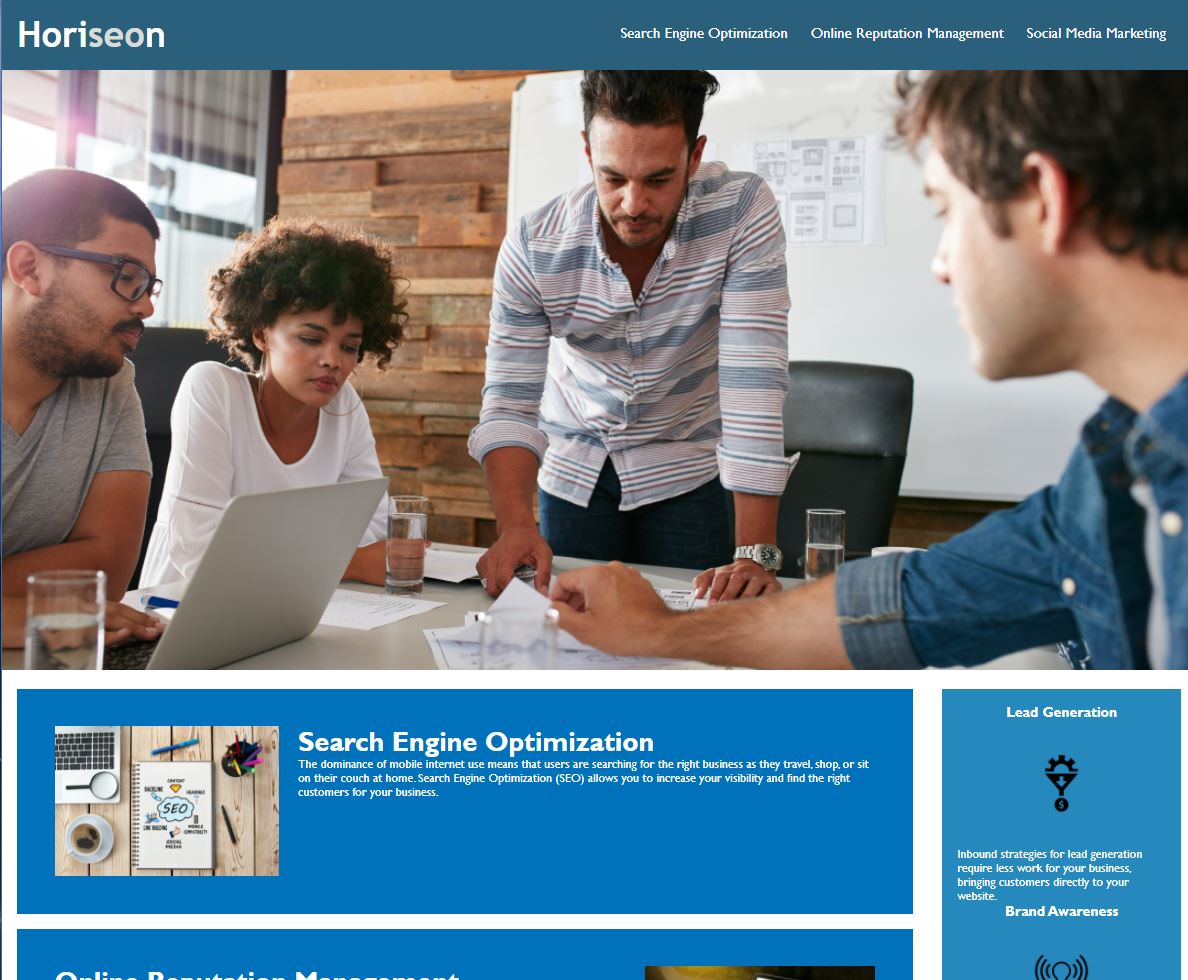 Horiseon
Search Engine Optimization
Online Reputation Management
Social Media Marketing
CONTENT
BACKLINK
KEYWORDS
SEO
LINK BUILDING
MOBILE
COMPATIBILITY
SOCIAL
MEDIA
Search Engine Optimization
The dominance of mobile internet use means that users are searching for the right business as they travel, shop, or sit
on their couch at home. Search Engine Optimization (SEO) allows you to increase your visibility and find the right
customers for your business.
Online Reputation Management
Lead Generation
$
Inbound strategies for lead generation
require less work for your business,
bringing customers directly to your
website.
Brand Awareness